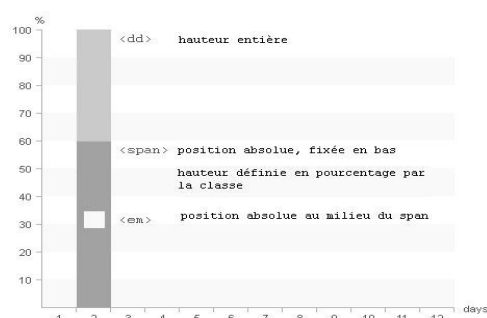 %
100
<dd> hauteur entière
90
80
70
60
<span> position absolue, fixée en bas
50
hauteur définie en pourcentage par
la classe
40
30
<em> position absolue au milieu du span
20
10
days
1 2 3 4 5 6 7 8 9 10 11 12